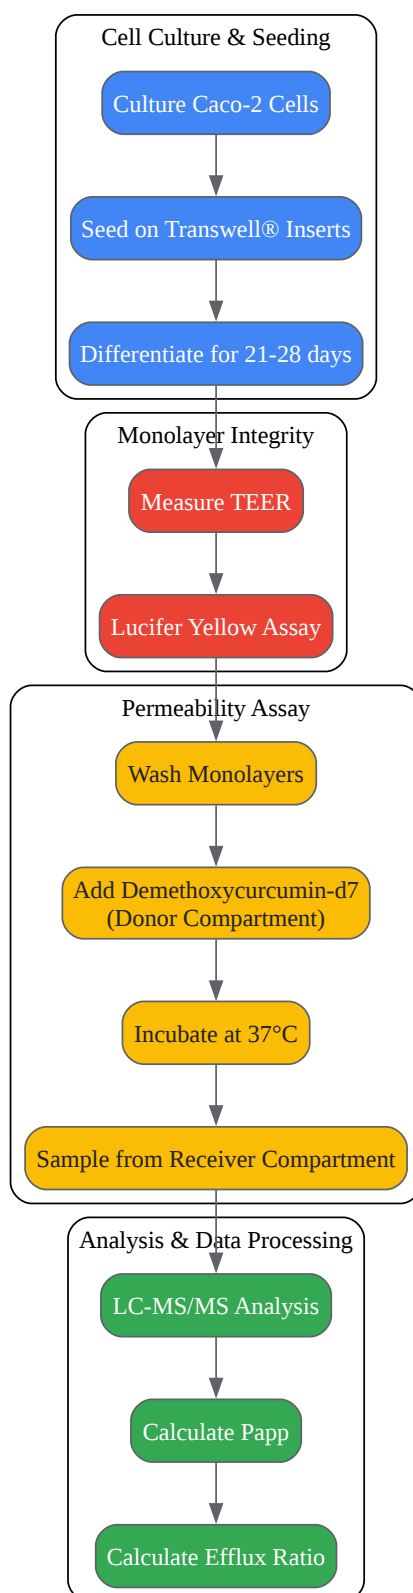 Cell Culture & Seeding
Culture Caco-2 Cells
Seed on Transwell® Inserts
Differentiate for 21-28 days
Monolayer Integrity
Measure TEER
Lucifer Yellow Assay
Permeability Assay
Wash Monolayers
Add Demethoxycurcumin-d7
(Donor Compartment)
Incubate at 37°C
Sample from Receiver Compartment
Analysis & Data Processing
LC-MS/MS Analysis
Calculate Papp
Calculate Efflux Ratio